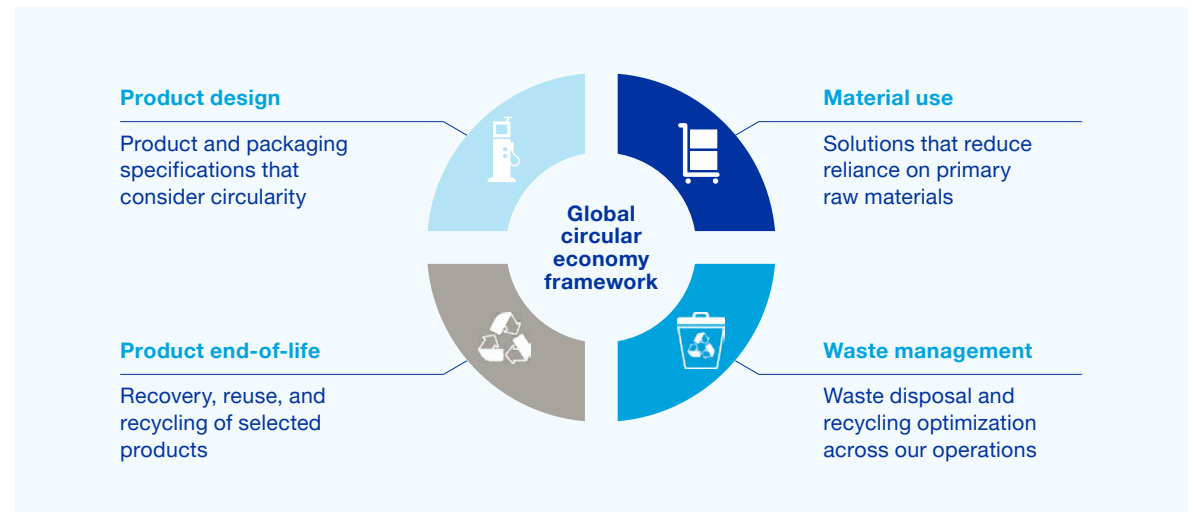 Product design
Product and packaging
specifications that
consider circularity
Material use
Solutions that reduce
reliance on primary
raw materials
Global
circular
economy
framework
Product end-of-life
Recovery, reuse, and
recycling of selected
products
Waste management
Waste disposal and
recycling optimization
across our operations